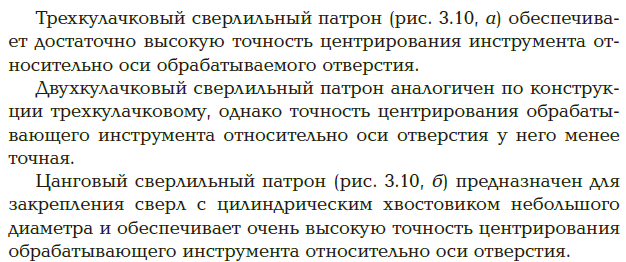 Трехкулачковый сверлильный патрон (рис. 3.10, а) обеспечива-
ет достаточно высокую точность центрирования инструмента от-
носительно оси обрабатываемого отверстия.
Двухкулачковый сверлильный патрон аналогичен по конструк-
ции трехкулачковому, однако точность центрирования обрабаты-
вающего инструмента относительно оси отверстия у него менее
точная.
Цанговый сверлильный патрон (рис. 3.10, б) предназначен для
закрепления сверл с цилиндрическим хвостовиком небольшого
диаметра и обеспечивает очень высокую точность центрирования
обрабатывающего инструмента относительно оси отверстия.